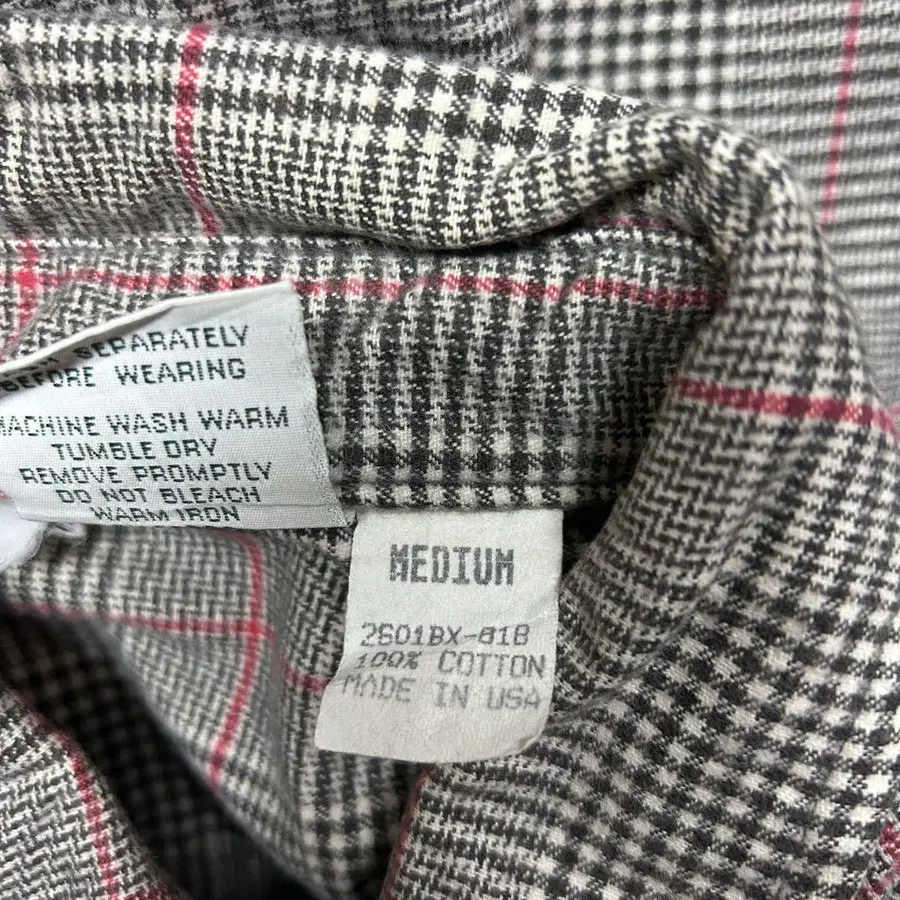 SEPARATELY
BEFORE WEARING
MACHINE WASH WARM
TUMBLE DRY
REMOVE PROMPTLY
DO NOT BLEACH
WARM IRON
MEDIUM
2601BX-818
100% COTTON
MADE IN USA